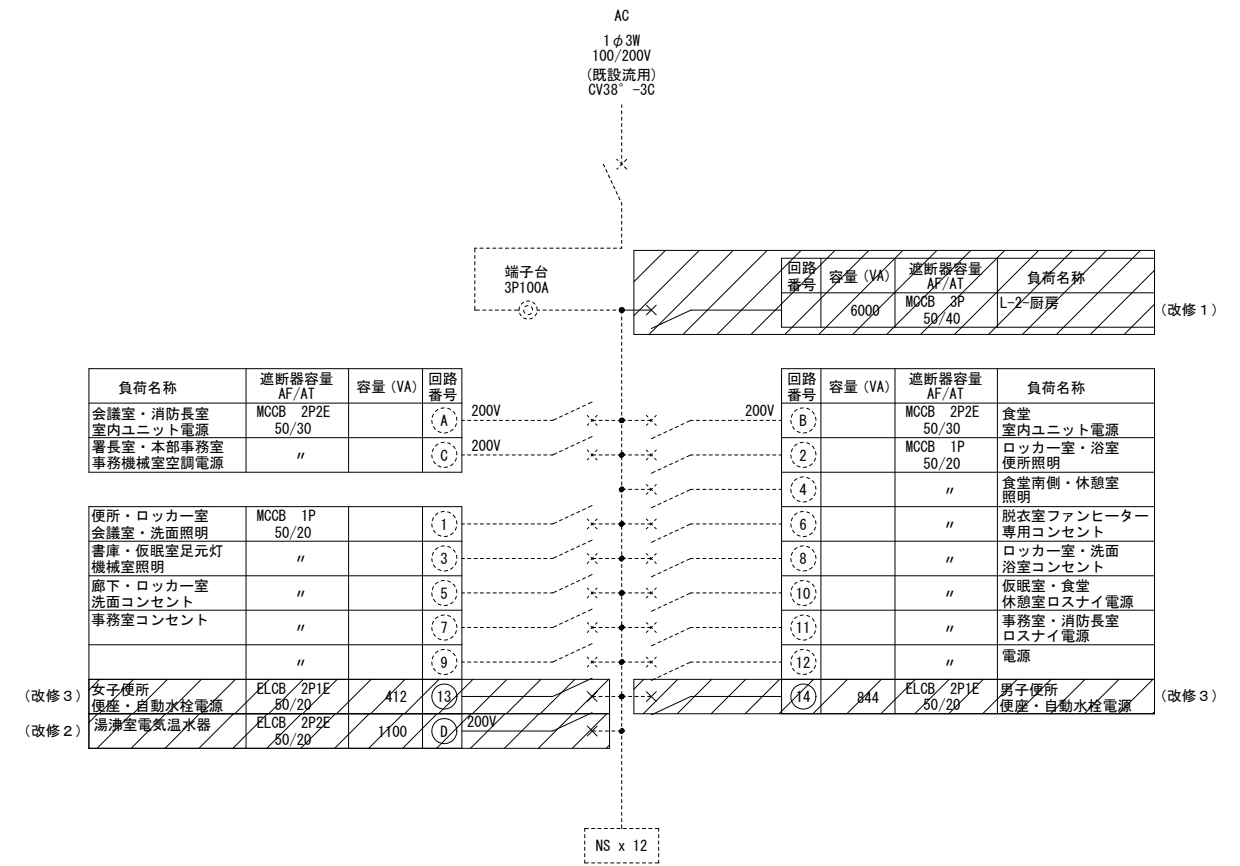 AC
1φ3W
100/200V
(既設流用)
CV38°-3C
端子台
3P100A
回路番号 容量(VA) 遮断器容量 AF/AT 負荷名称
6000 MCCB 3P 50/40 L-2-厨房
(改修1)
負荷名称 遮断器容量 AF/AT 容量(VA) 回路番号
会議室・消防長室 室内ユニット電源 MCCB 2P2E 50/30 A 200V
署長室・本部事務室 事務機械室空調電源 〃 C 200V
便所・ロッカー室 会議室・洗面照明 MCCB 1P 50/20 1
書庫・仮眠室足元灯 機械室照明 〃 3
廊下・ロッカー室 洗面コンセント 〃 5
事務室コンセント 〃 7
〃 9
(改修3) 女子便所 便座・自動水栓電源 ELCB 2P1E 50/20 412 13
(改修2) 湯沸室電気温水器 ELCB 2P2E 50/20 1100 D 200V
回路番号 容量(VA) 遮断器容量 AF/AT 負荷名称
200V B MCCB 2P2E 50/30 食堂 室内ユニット電源
2 MCCB 1P 50/20 ロッカー室・浴室 便所照明
4 〃 食堂南側・休憩室 照明
6 〃 脱衣室ファンヒーター 専用コンセント
8 〃 ロッカー室・洗面 浴室コンセント
10 〃 仮眠室・食堂 休憩室ロスナイ電源
11 〃 事務室・消防長室 ロスナイ電源
12 〃 電源
14 844 ELCB 2P1E 50/20 男子便所 便座・自動水栓電源 (改修3)
NS x 12